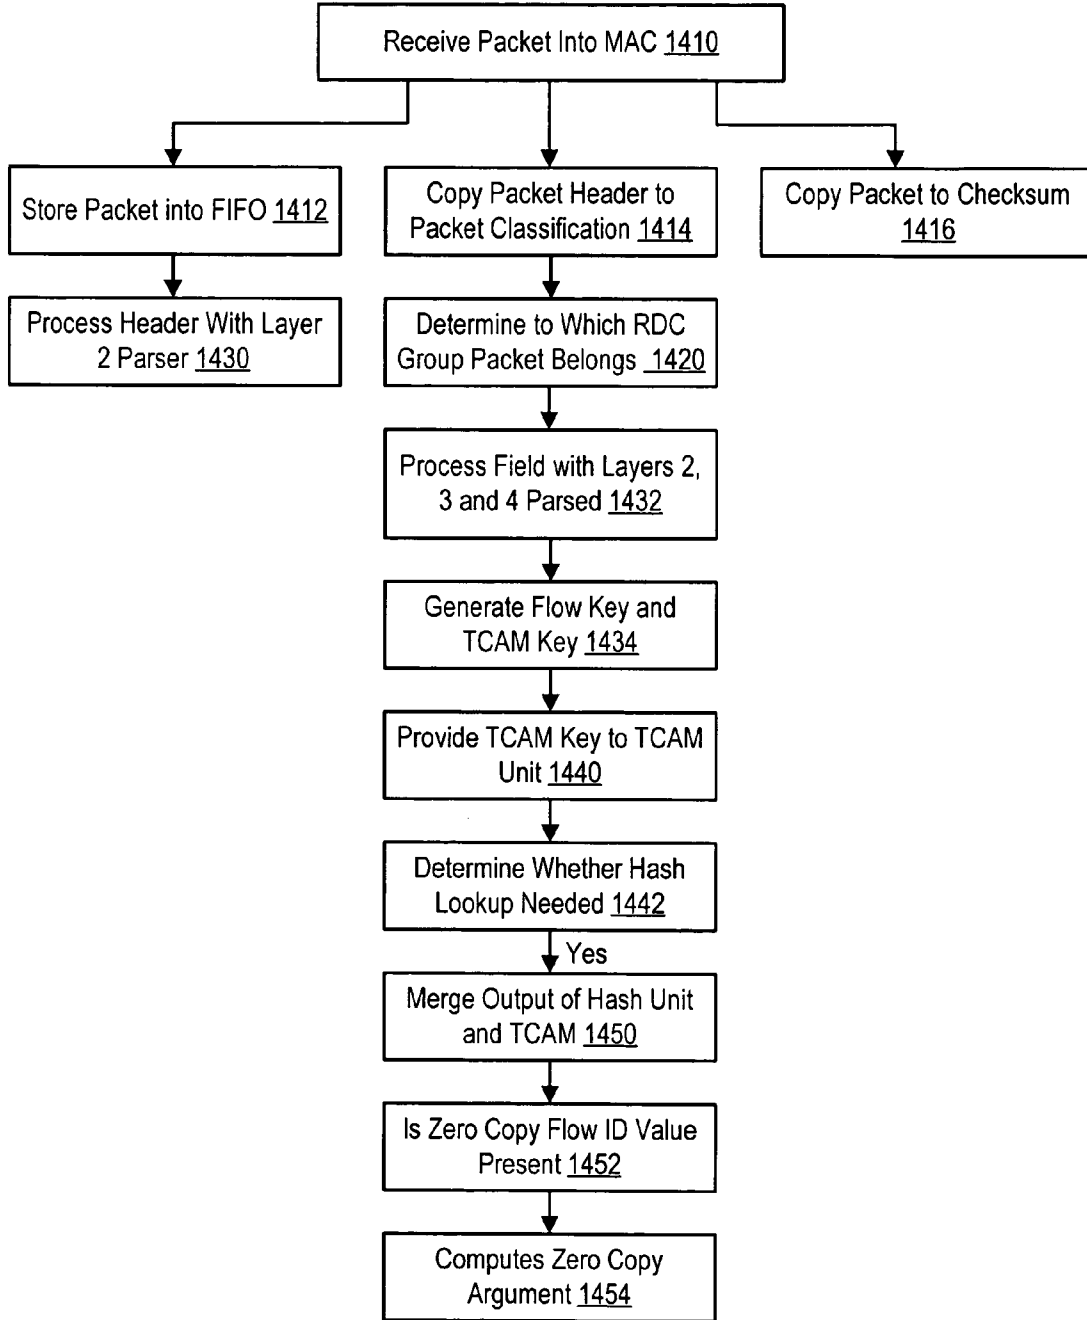 Receive Packet Into MAC 1410
Store Packet into FIFO 1412
Copy Packet Header to
Packet Classification 1414
Copy Packet to Checksum
1416
Process Header With Layer
2 Parser 1430
Determine to Which RDC
Group Packet Belongs 1420
Process Field with Layers 2,
3 and 4 Parsed 1432
Generate Flow Key and
TCAM Key 1434
Provide TCAM Key to TCAM
Unit 1440
Determine Whether Hash
Lookup Needed 1442
Yes
Merge Output of Hash Unit
and TCAM 1450
Is Zero Copy Flow ID Value
Present 1452
Computes Zero Copy
Argument 1454